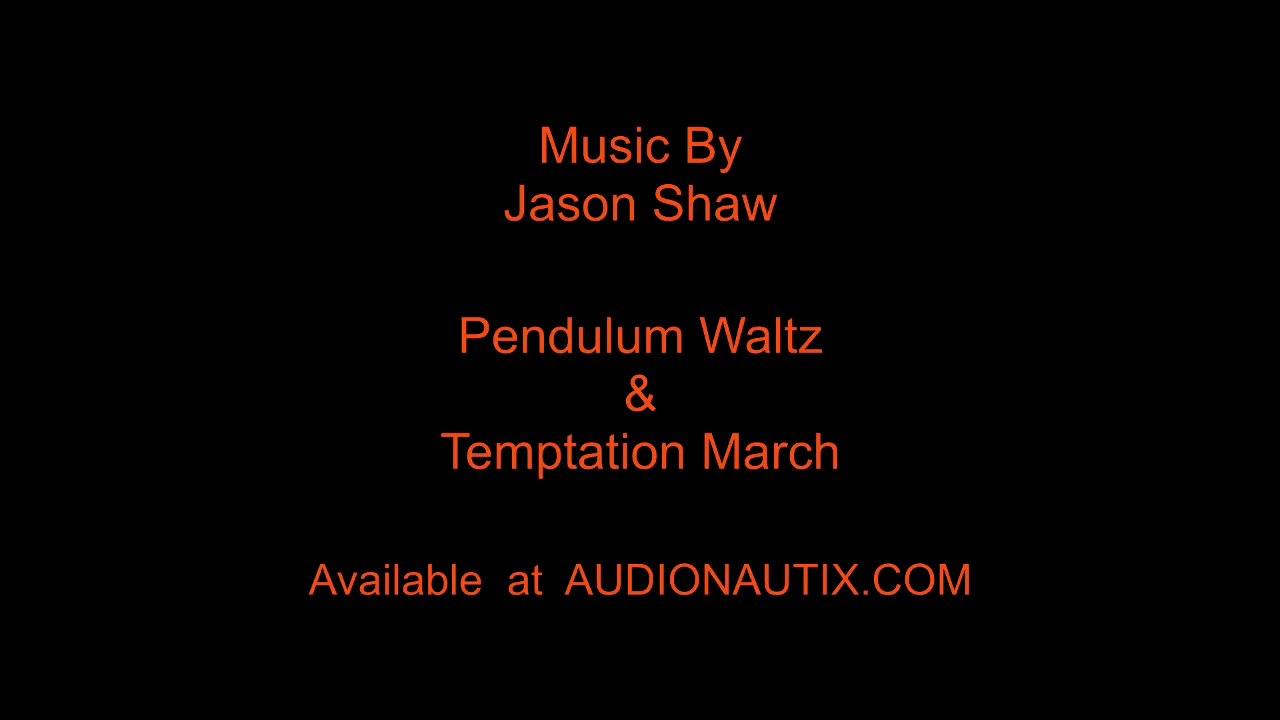 Music By
Jason Shaw
Pendulum Waltz
&
Temptation March
Available at AUDIONAUTIX.COM